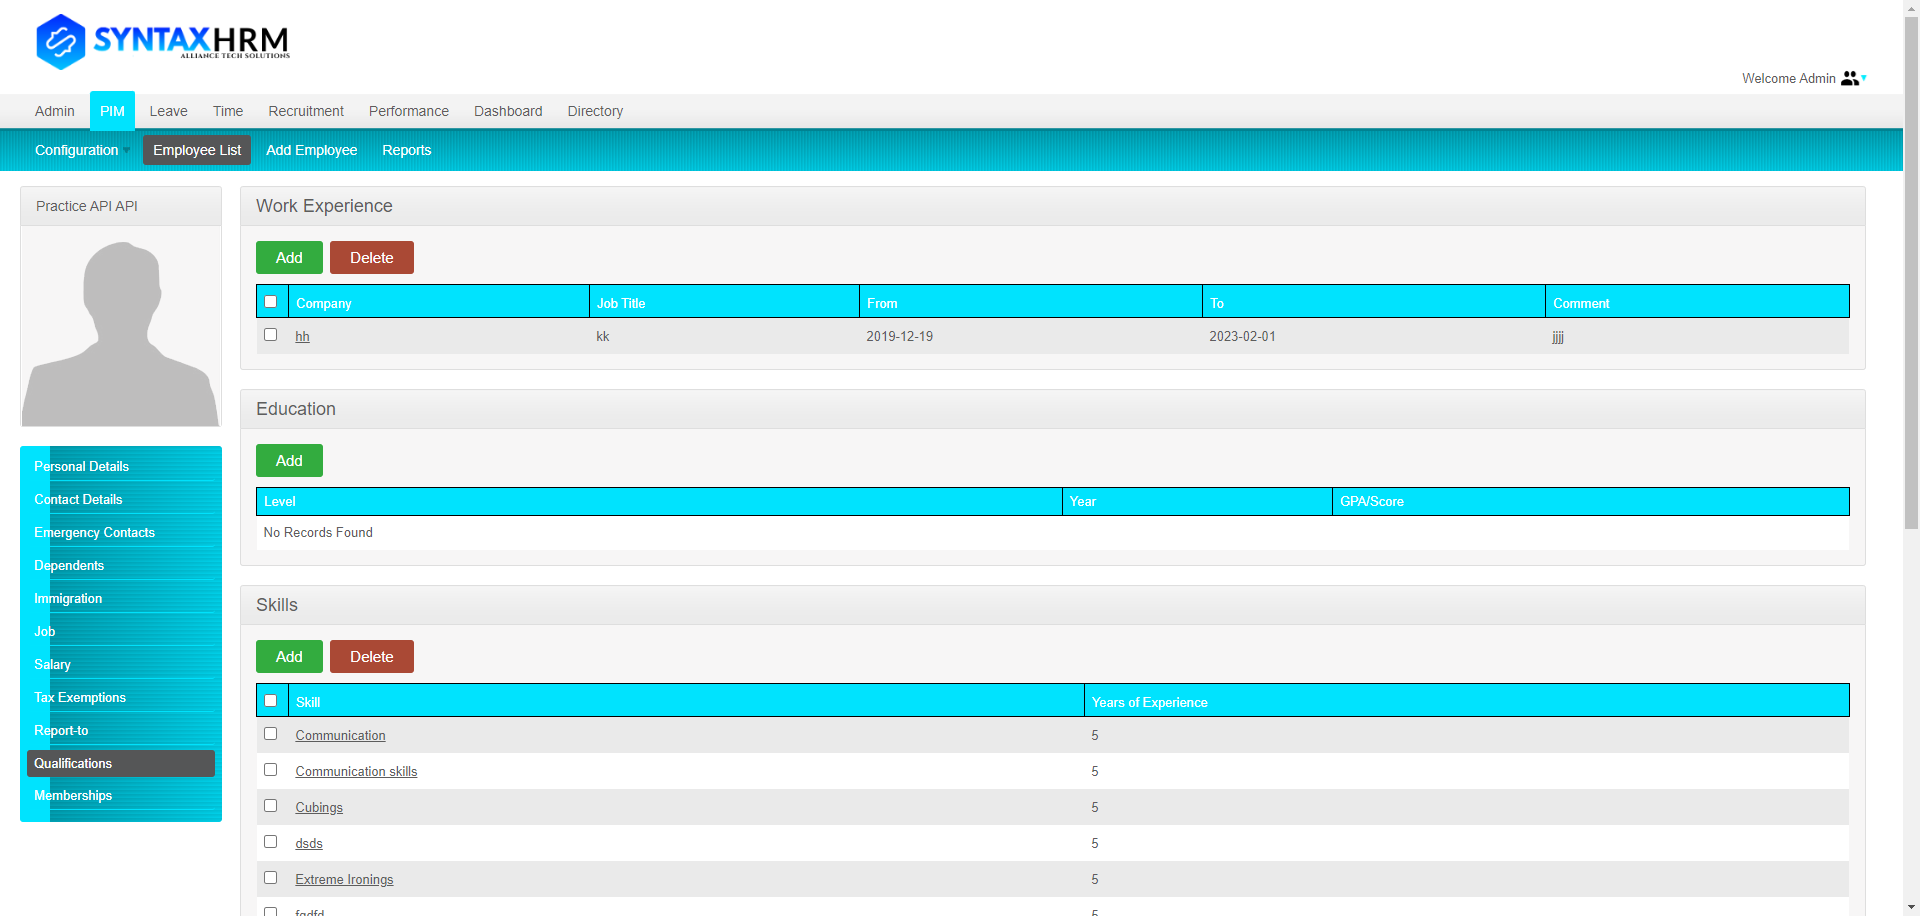 SYNTAXHRM
ALLIANCE TECH SOLUTIONS
Welcome Admin
Admin PIM Leave Time Recruitment Performance Dashboard Directory
Configuration Employee List Add Employee Reports
Practice API API
Personal Details
Contact Details
Emergency Contacts
Dependents
Immigration
Job
Salary
Tax Exemptions
Report-to
Qualifications
Memberships
Work Experience
Add Delete
Company Job Title From To Comment
hh kk 2019-12-19 2023-02-01 jjjj
Education
Add
Level Year GPA/Score
No Records Found
Skills
Add Delete
Skill Years of Experience
Communication 5
Communication skills 5
Cubings 5
dsds 5
Extreme Ironings 5
5